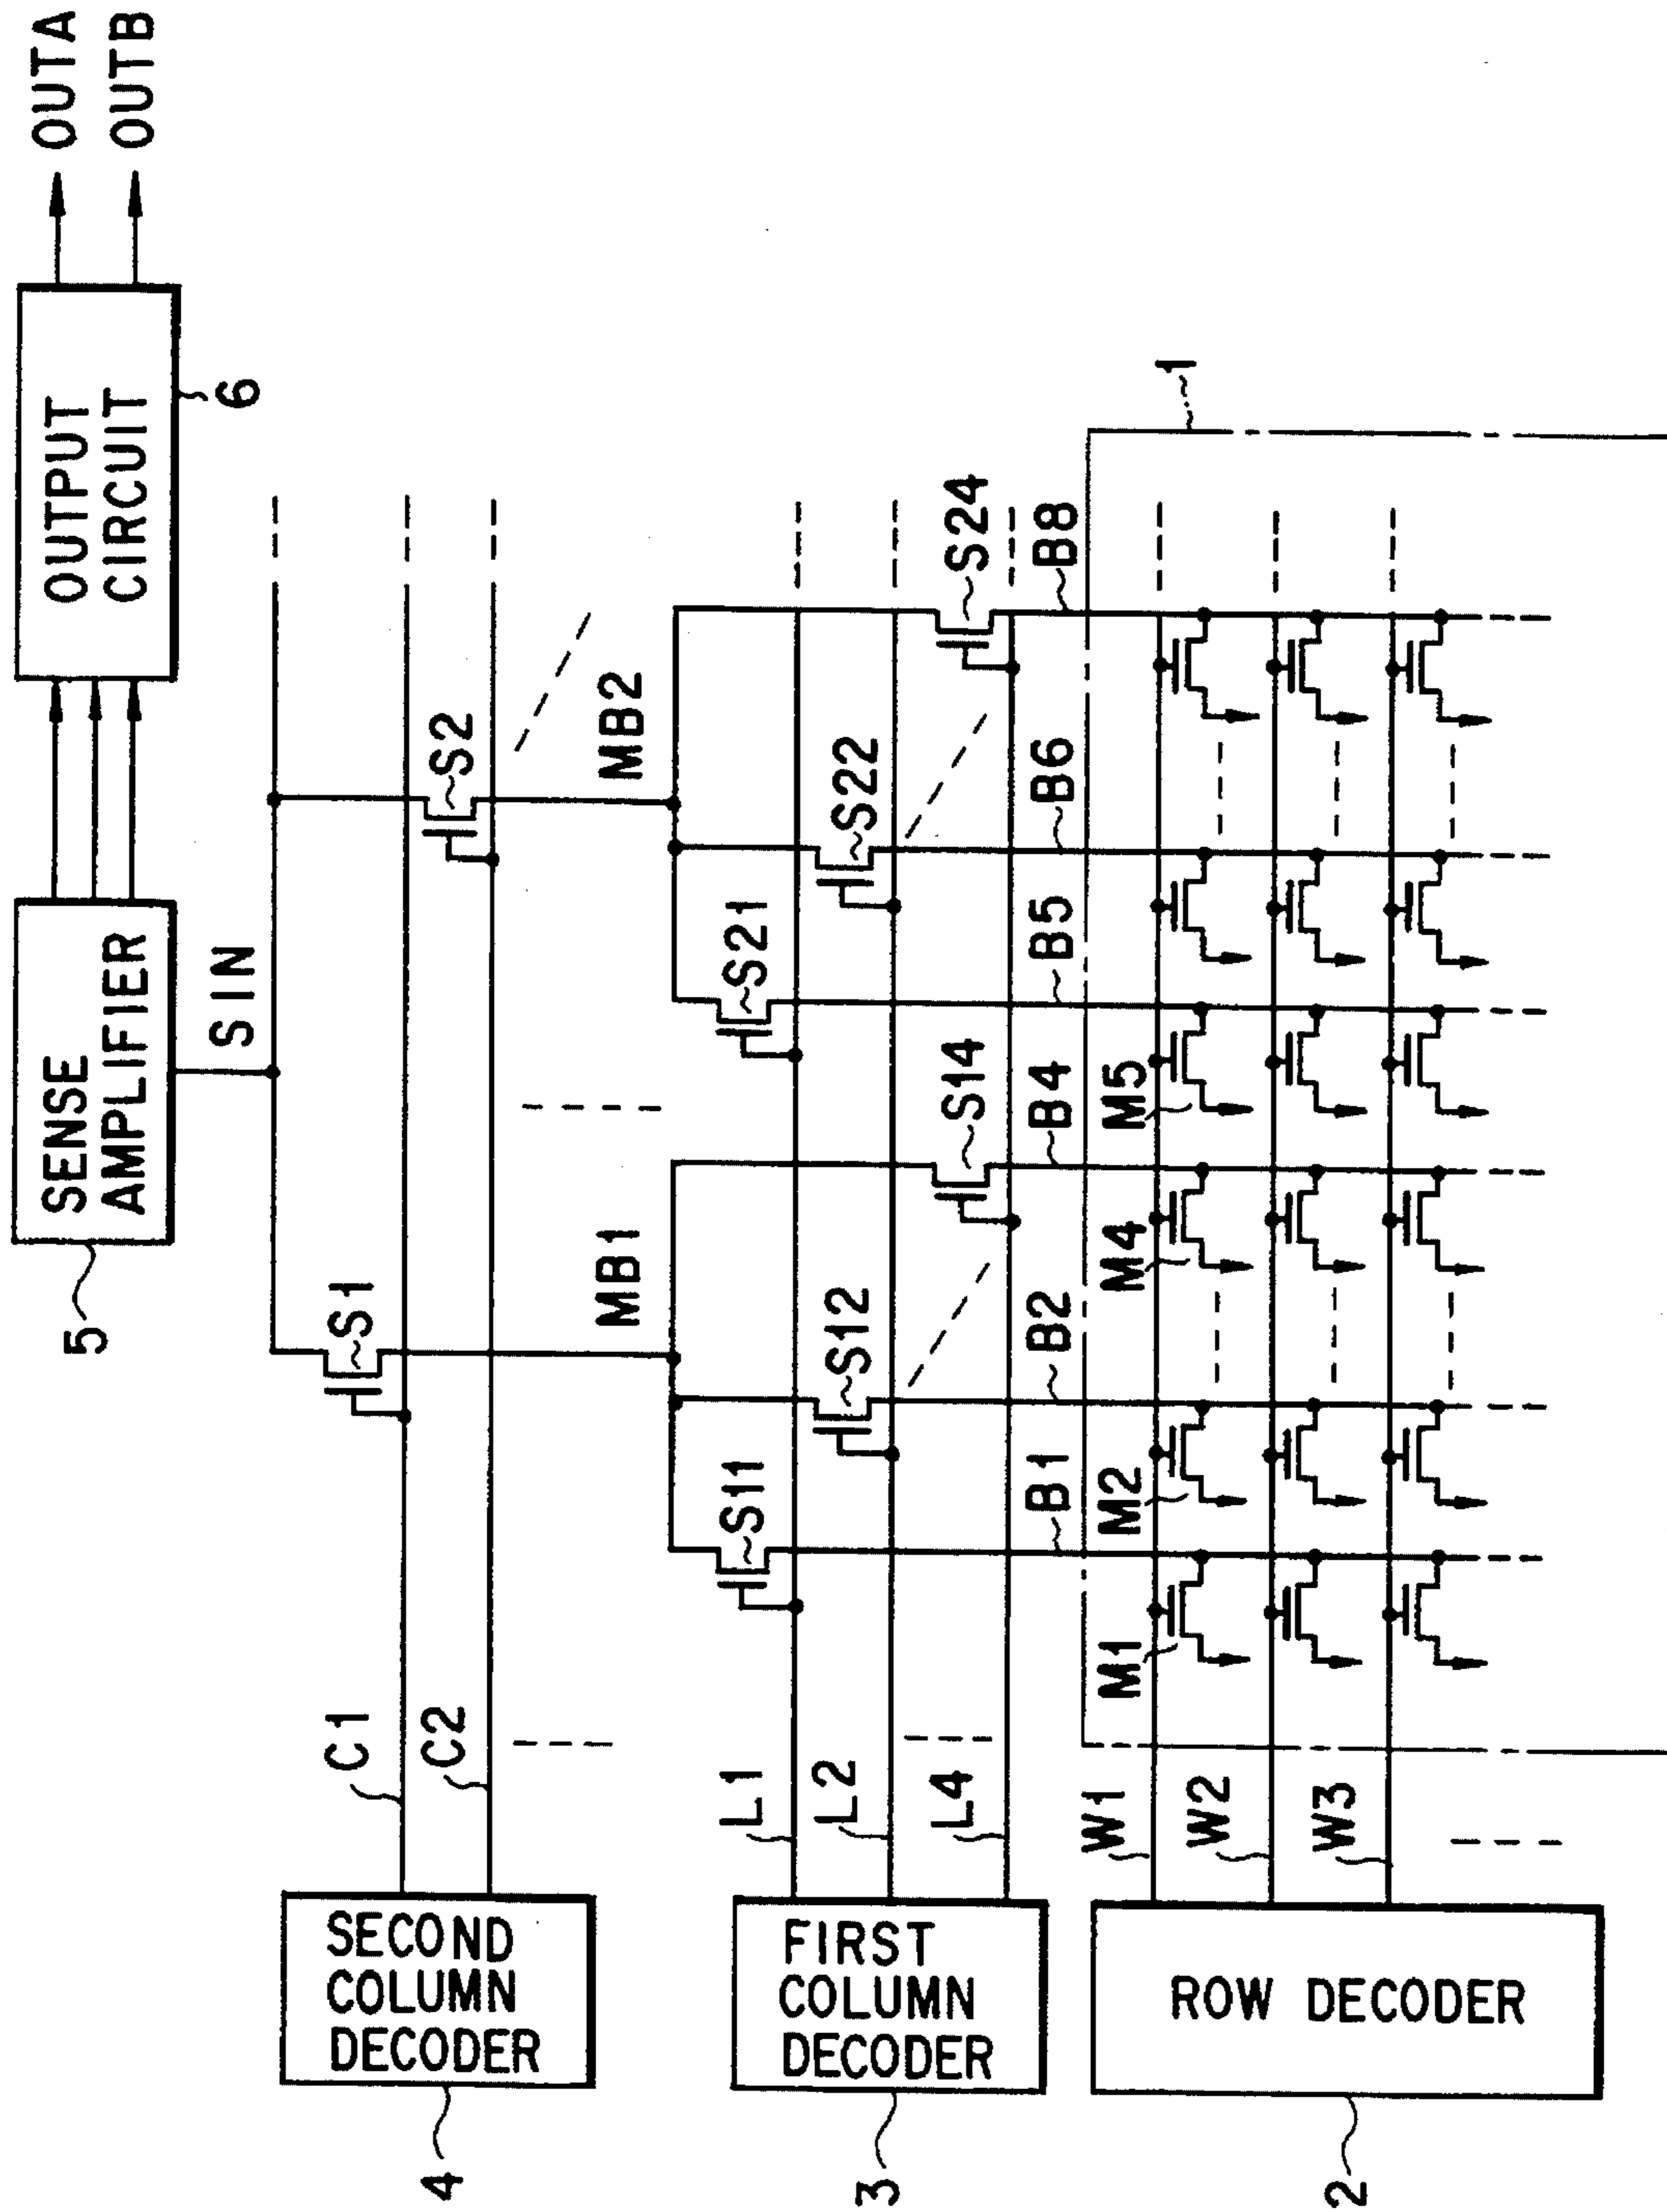 SENSE
AMPLIFIER
5
OUTPUT
CIRCUIT
6
OUTA
OUTB
SIN
SECOND
COLUMN
DECODER
4
C1
C2
S1
S2
MB1
MB2
FIRST
COLUMN
DECODER
3
L1
L2
L4
S11
S12
S14
S21
S22
S24
B1
B2
B4
B5
B6
B8
1
ROW DECODER
2
W1
W2
W3
M1
M2
M4
M5